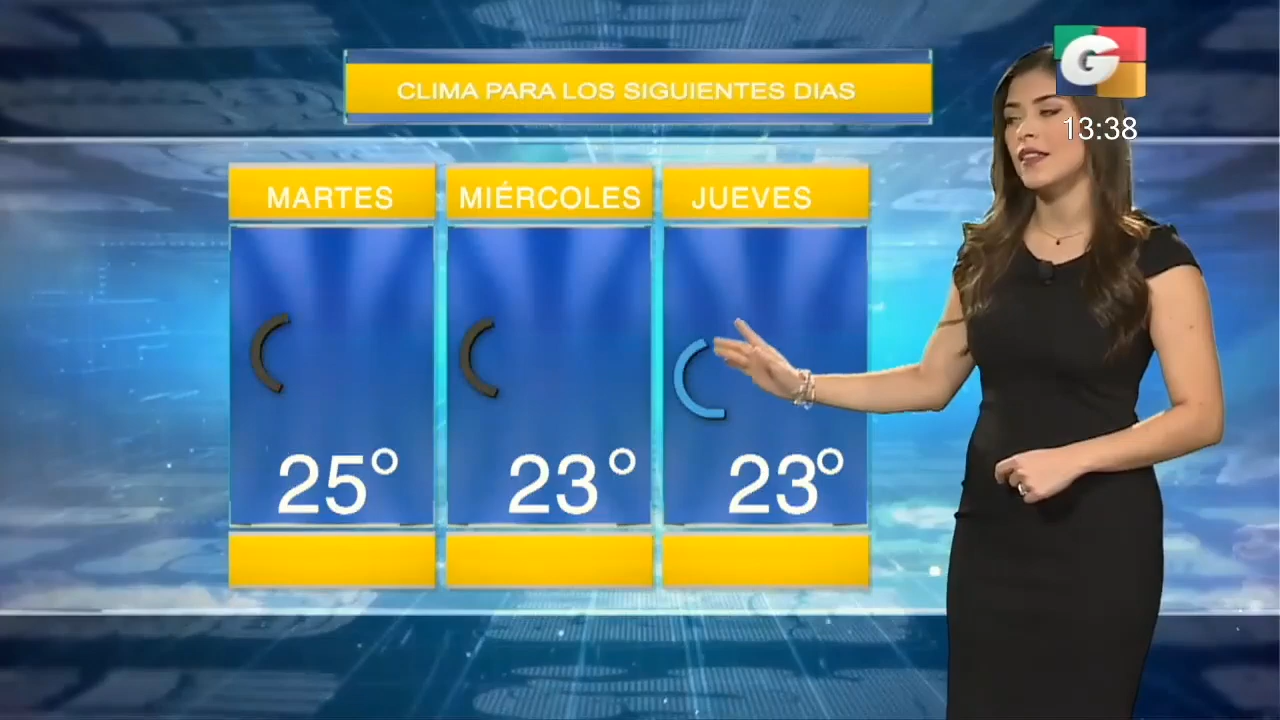 CLIMA PARA LOS SIGUIENTES DIAS
G
13:38
MARTES
MIÉRCOLES
JUEVES
25°
23°
23°